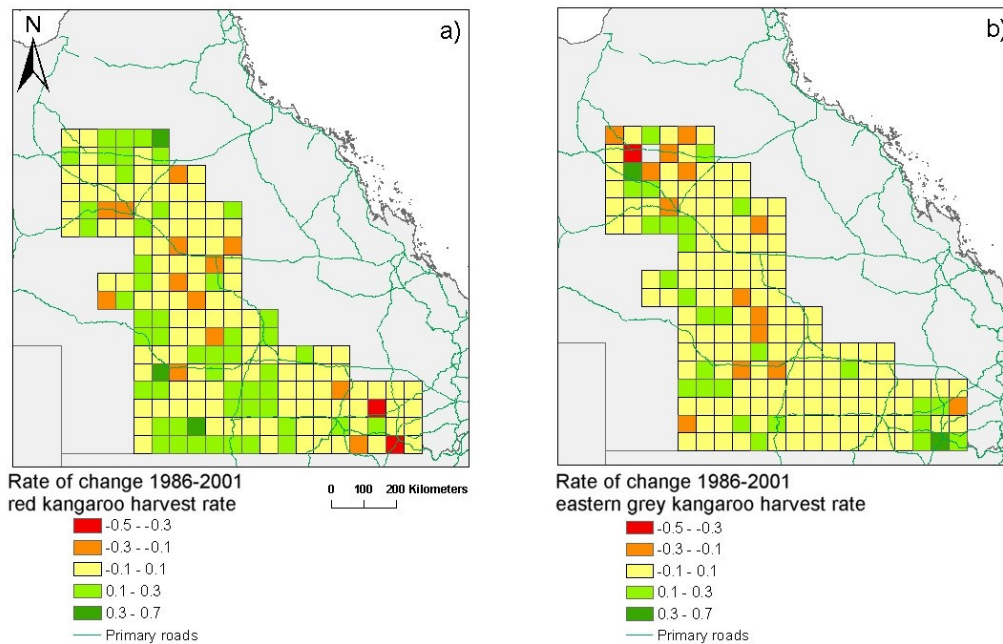 N
a)
b)
Rate of change 1986-2001
red kangaroo harvest rate
-0.5 - -0.3
-0.3 - -0.1
-0.1 - 0.1
0.1 - 0.3
0.3 - 0.7
Primary roads
0 100 200 Kilometers
Rate of change 1986-2001
eastern grey kangaroo harvest rate
-0.5 - -0.3
-0.3 - -0.1
-0.1 - 0.1
0.1 - 0.3
0.3 - 0.7
Primary roads